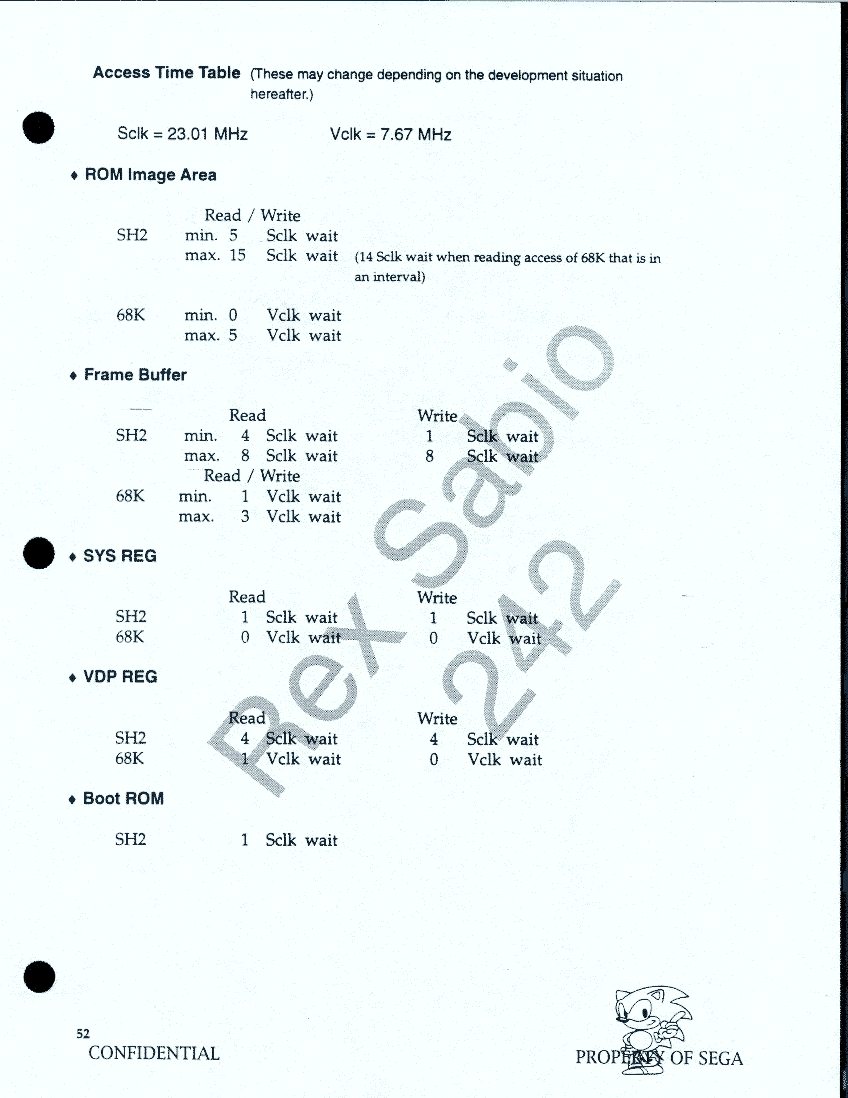 Access Time Table (These may change depending on the development situation
hereafter.)
Sclk = 23.01 MHz Vclk = 7.67 MHz
♦ ROM Image Area
Read / Write
SH2 min. 5 Sclk wait
max. 15 Sclk wait (14 Sclk wait when reading access of 68K that is in
an interval)
68K min. 0 Vclk wait
max. 5 Vclk wait
♦ Frame Buffer
Read Write
SH2 min. 4 Sclk wait 1 Sclk wait
max. 8 Sclk wait 8 Sclk wait
Read / Write
68K min. 1 Vclk wait
max. 3 Vclk wait
♦ SYS REG
Read Write
SH2 1 Sclk wait 1 Sclk wait
68K 0 Vclk wait 0 Vclk wait
♦ VDP REG
Read Write
SH2 4 Sclk wait 4 Sclk wait
68K 1 Vclk wait 0 Vclk wait
♦ Boot ROM
SH2 1 Sclk wait
Rex Sabio
242
52
CONFIDENTIAL PROPERTY OF SEGA